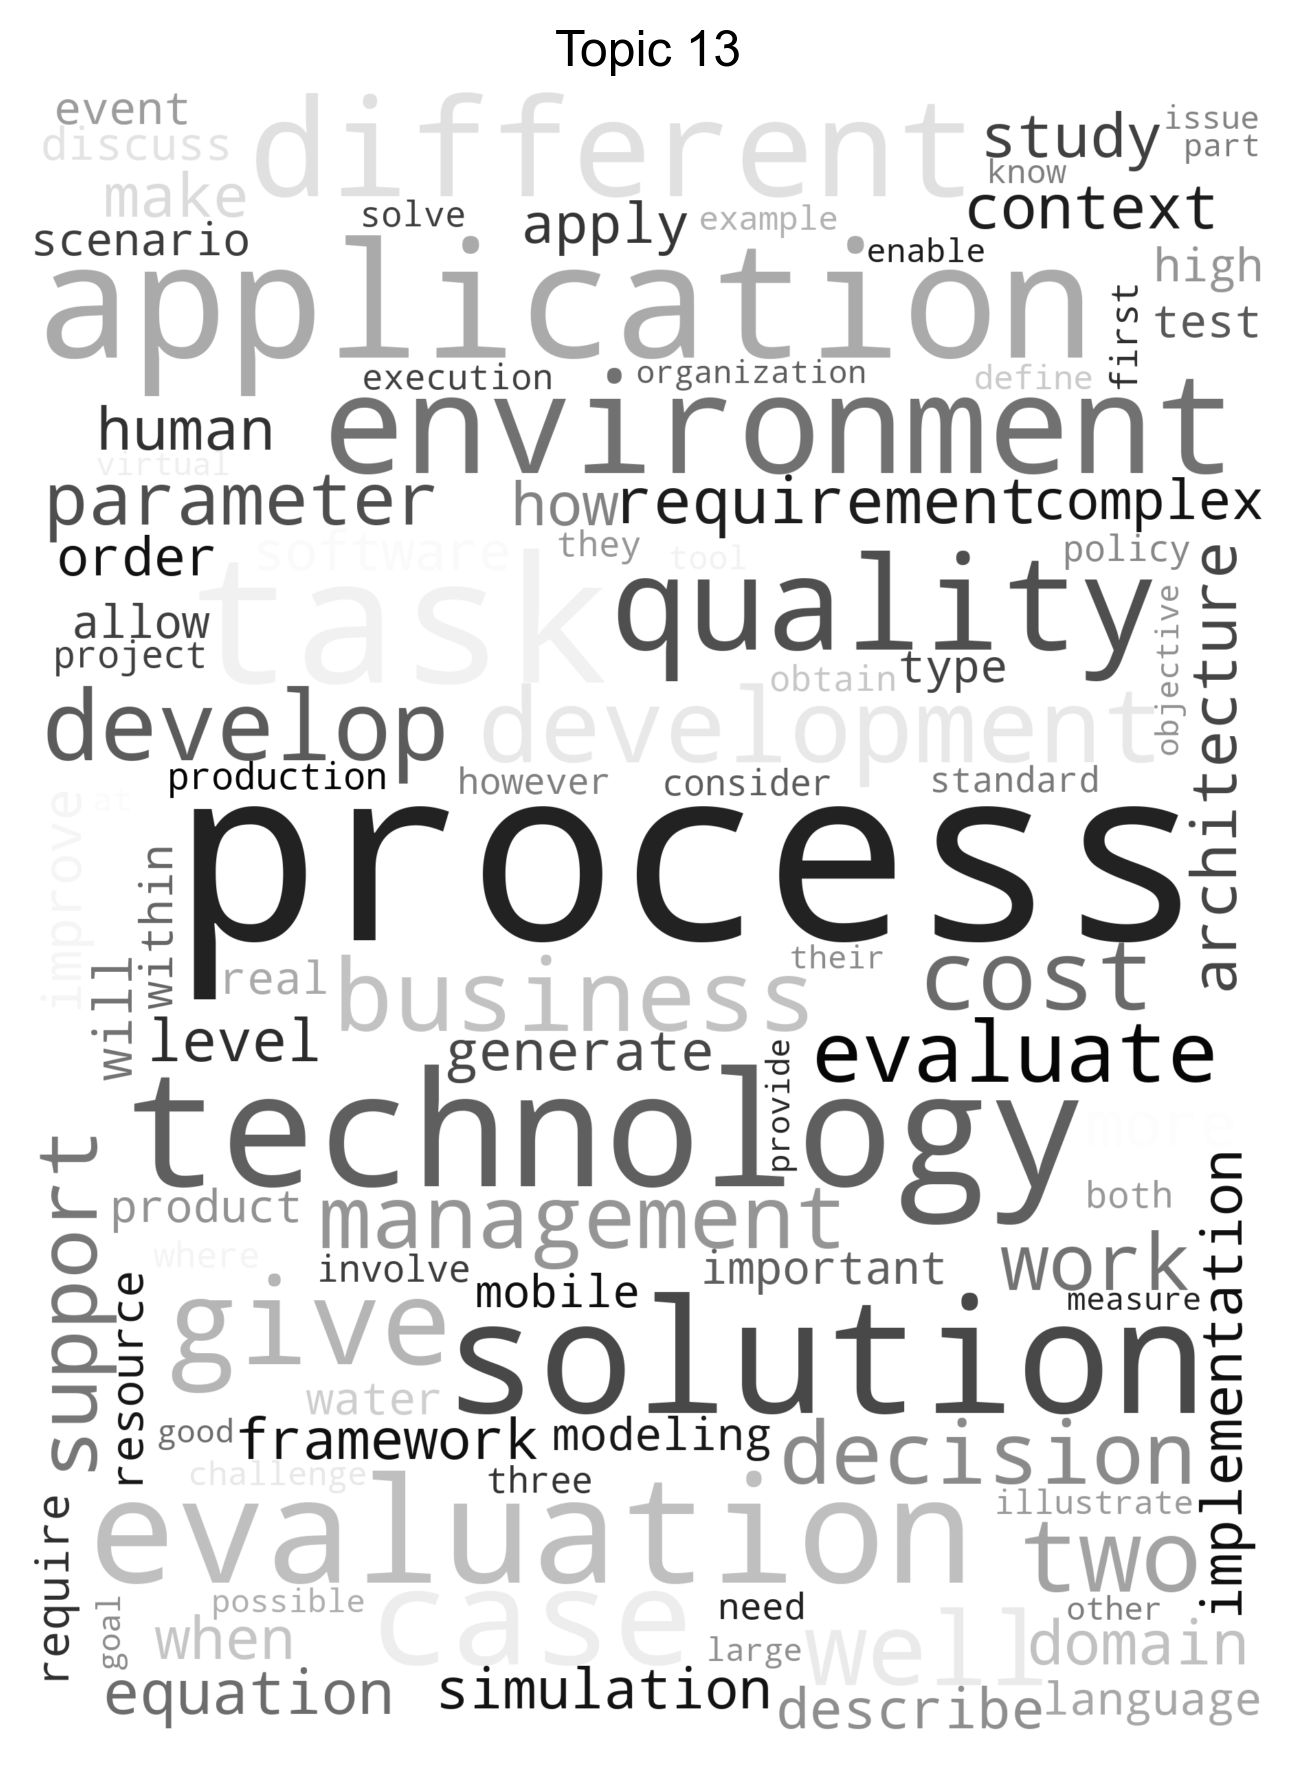 Topic 13
event
different
issue
discuss
study
part
know
make
context
solve
apply
example
scenario
enable
application
high
first
test
execution
organization
define
environment
human
virtual
parameter
how
requirement
complex
order
software
they
tool
policy
task
quality
architecture
allow
objective
project
type
obtain
develop
development
production
however
consider
standard
improve
at
process
within
will
real
business
their
cost
level
generate
provide
evaluate
technology
more
support
product
management
both
where
involve
important
work
resource
give
mobile
measure
implementation
solution
water
good
framework
modeling
decision
challenge
three
evaluation
illustrate
require
two
goal
possible
case
need
other
when
large
well
domain
equation
simulation
describe
language